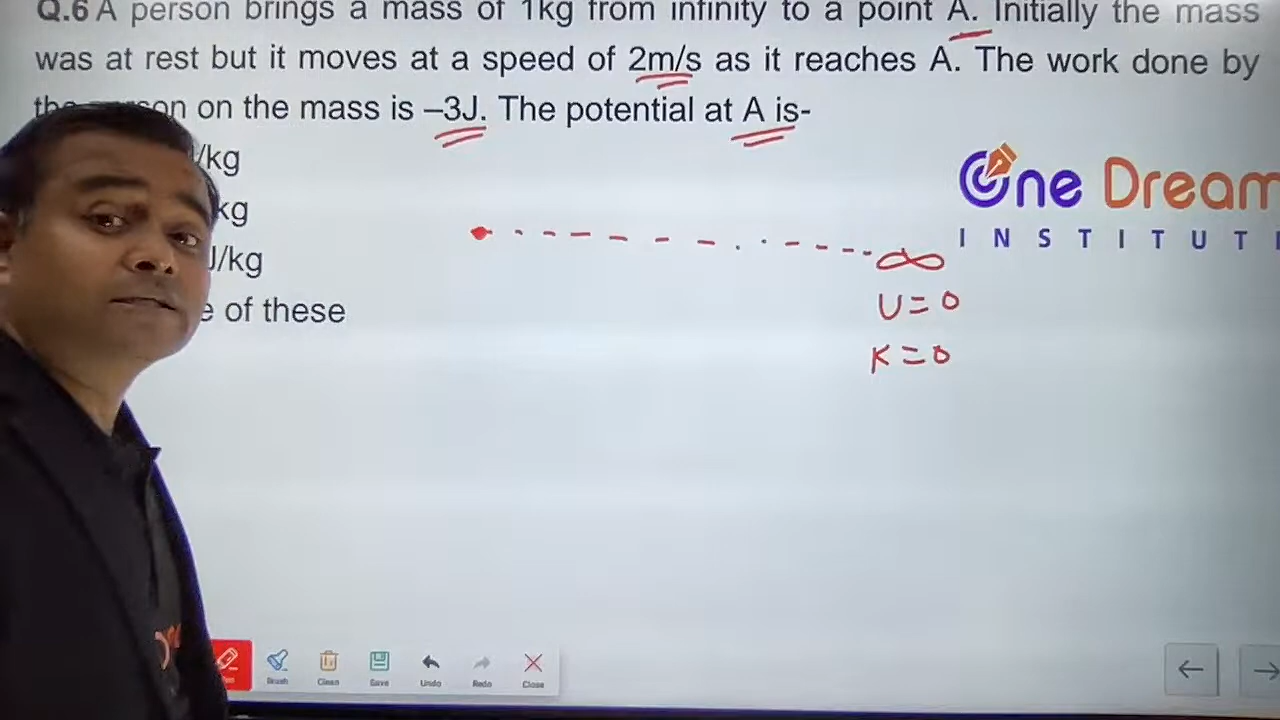 Q.6 A person brings a mass of 1kg from infinity to a point A. Initially the mass
was at rest but it moves at a speed of 2m/s as it reaches A. The work done by
on the mass is –3J. The potential at A is-
/kg
kg
J/kg
of these
One Dream
INSTITUT
∞
U = 0
K = 0
Brush Clean Save Undo Redo Close